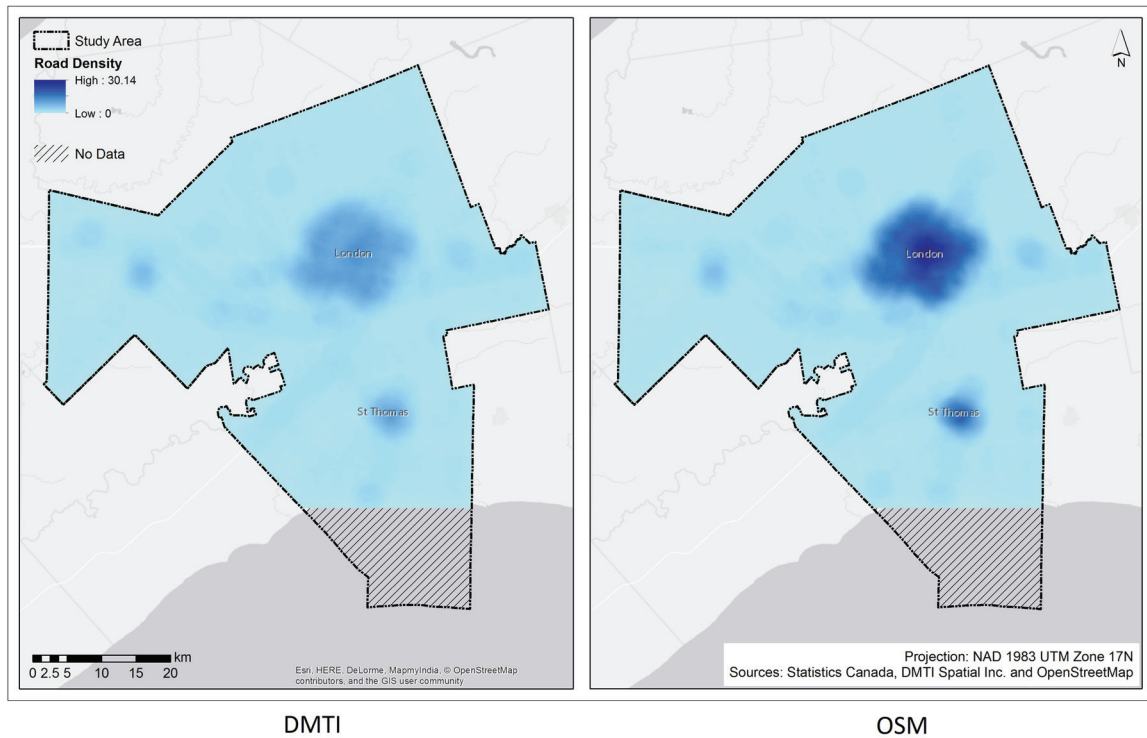 Study Area
Road Density
High : 30.14
Low : 0
No Data
London
St Thomas
0 2.5 5 10 15 20 km
Esri, HERE, DeLorme, MapmyIndia, © OpenStreetMap
contributors, and the GIS user community
DMTI
N
London
St Thomas
Projection: NAD 1983 UTM Zone 17N
Sources: Statistics Canada, DMTI Spatial Inc. and OpenStreetMap
OSM